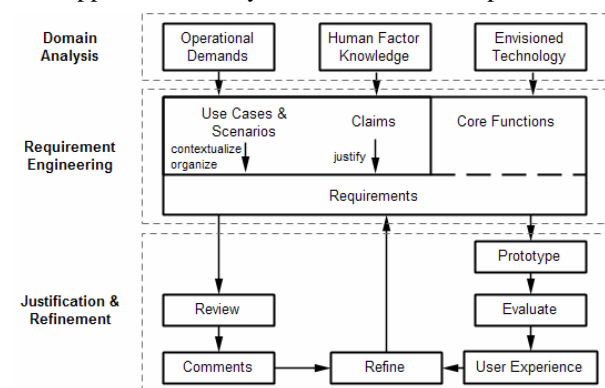 Domain
Analysis
Operational
Demands
Human Factor
Knowledge
Envisioned
Technology
Requirement
Engineering
Use Cases &
Scenarios
contextualize
organize
Claims
justify
Core Functions
Requirements
Justification &
Refinement
Prototype
Review
Evaluate
Comments
Refine
User Experience